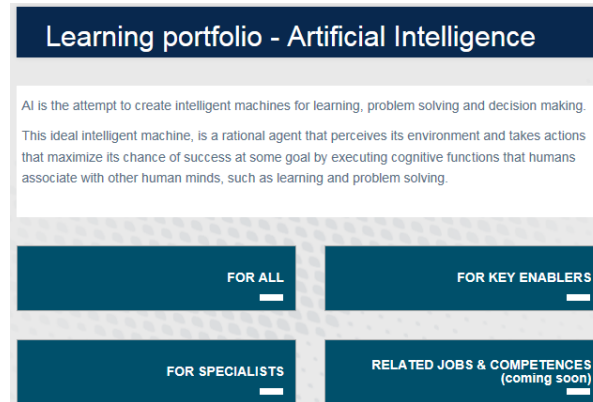 Learning portfolio - Artificial Intelligence
AI is the attempt to create intelligent machines for learning, problem solving and decision making.
This ideal intelligent machine, is a rational agent that perceives its environment and takes actions
that maximize its chance of success at some goal by executing cognitive functions that humans
associate with other human minds, such as learning and problem solving.
FOR ALL
FOR KEY ENABLERS
FOR SPECIALISTS
RELATED JOBS & COMPETENCES
(coming soon)